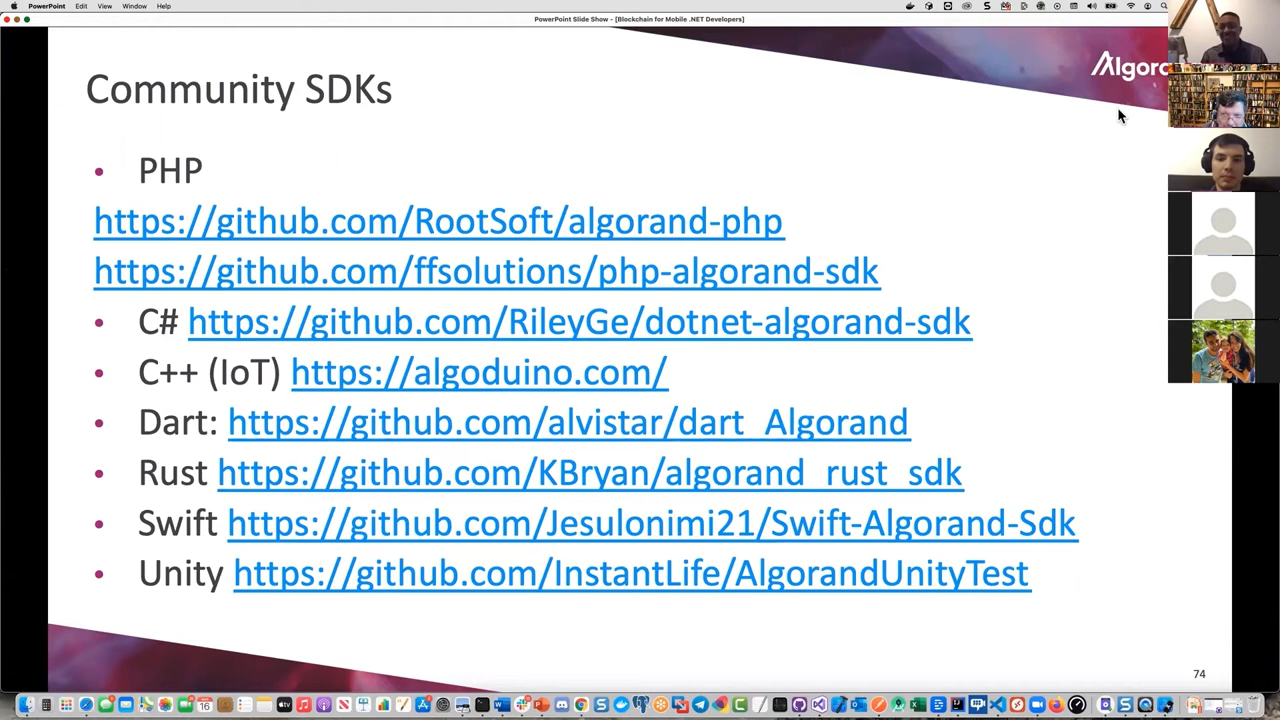 PowerPoint Edit View Window Help
PowerPoint Slide Show - [Blockchain for Mobile .NET Developers]
Algor
Community SDKs
• PHP
https://github.com/RootSoft/algorand-php
https://github.com/ffsolutions/php-algorand-sdk
• C# https://github.com/RileyGe/dotnet-algorand-sdk
• C++ (IoT) https://algoduino.com/
• Dart: https://github.com/alvistar/dart_Algorand
• Rust https://github.com/KBryan/algorand_rust_sdk
• Swift https://github.com/Jesulonimi21/Swift-Algorand-Sdk
• Unity https://github.com/InstantLife/AlgorandUnityTest
74
16